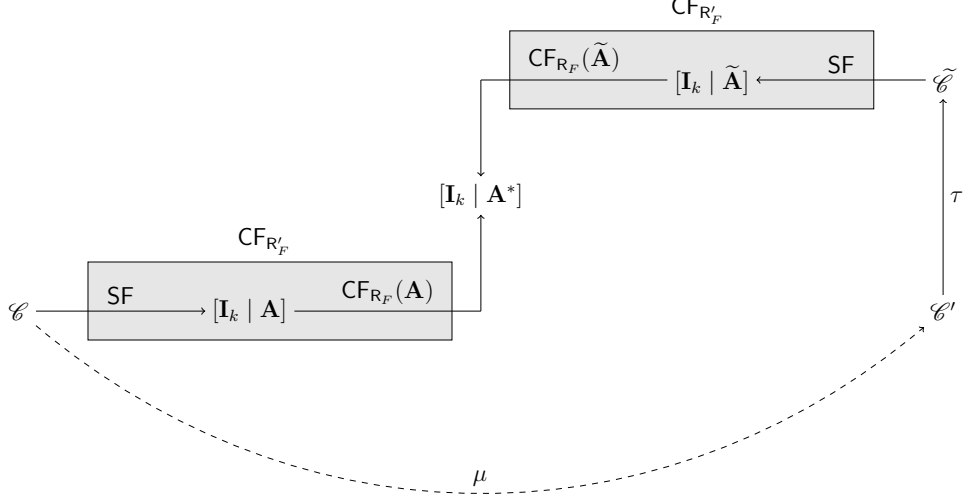 CF_{R'_F}
CF_{R_F}(Ã) SF
[I_k | Ã] 𝒞̃
[I_k | A*] τ
CF_{R'_F}
SF CF_{R_F}(A)
𝒞 [I_k | A] 𝒞'
μ